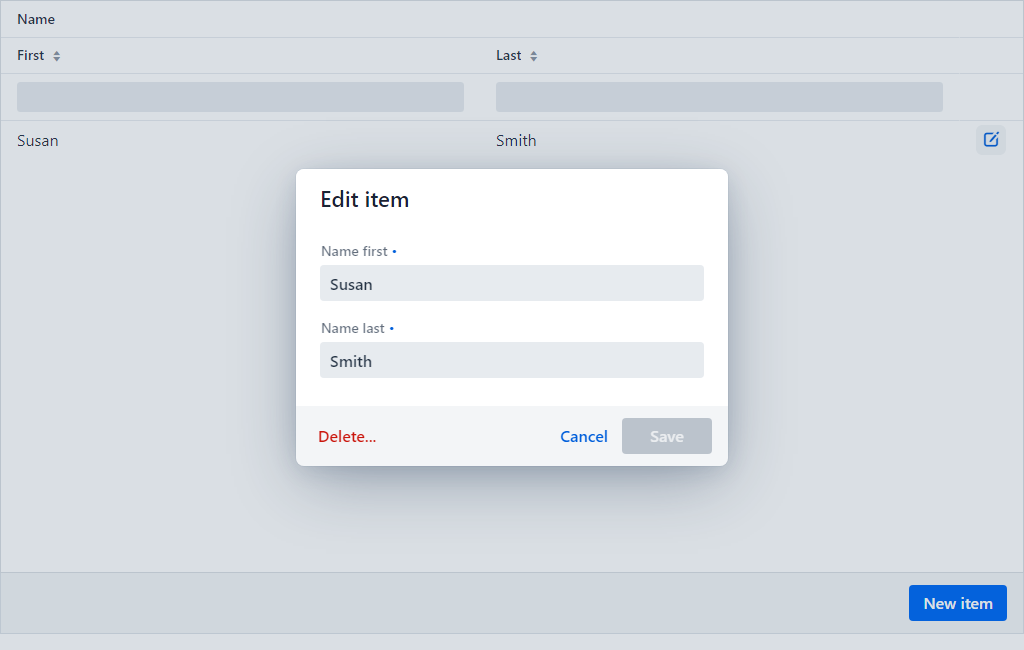 Name
First Last
Susan Smith
Edit item
Name first •
Susan
Name last •
Smith
Delete... Cancel Save
New item